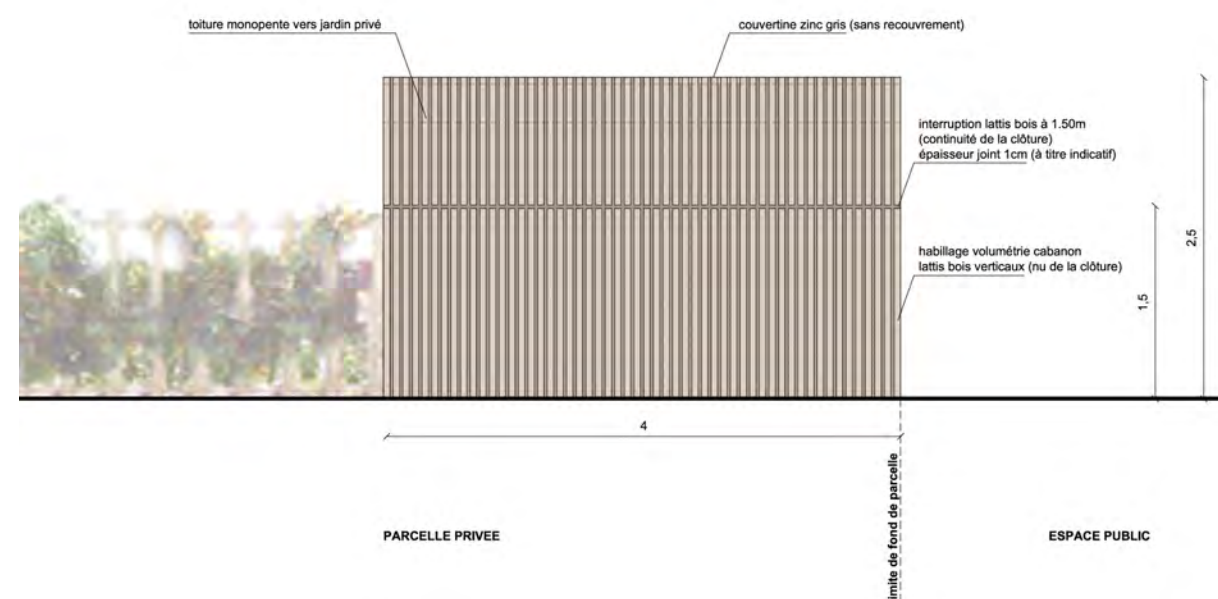 toiture monopente vers jardin privé
couvertine zinc gris (sans recouvrement)
interruption lattis bois à 1.50m
(continuité de la clôture)
épaisseur joint 1cm (à titre indicatif)
2,5
habillage volumétrie cabanon
lattis bois verticaux (nu de la clôture)
1,5
4
imite de fond de parcelle
PARCELLE PRIVEE
ESPACE PUBLIC